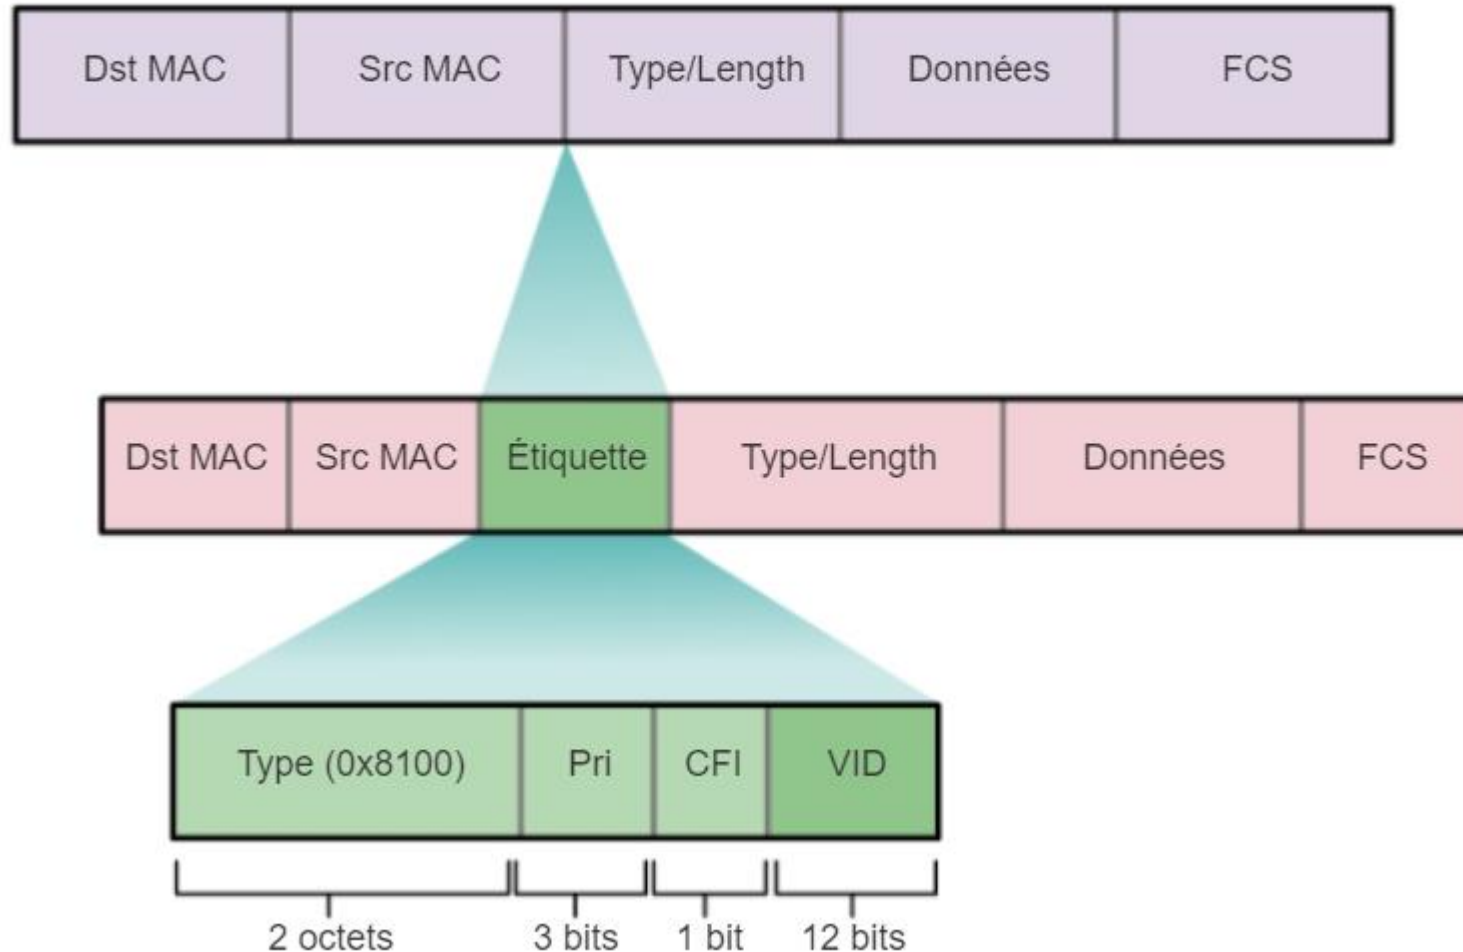 Dst MAC Src MAC Type/Length Données FCS
Dst MAC Src MAC Étiquette Type/Length Données FCS
Type (0x8100) Pri CFI VID
2 octets 3 bits 1 bit 12 bits